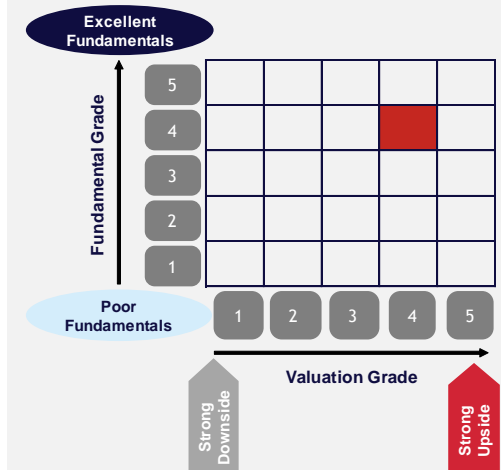 Excellent
Fundamentals
Fundamental Grade
5
4
3
2
1
Poor
Fundamentals
1
2
3
4
5
Valuation Grade
Strong
Downside
Strong
Upside